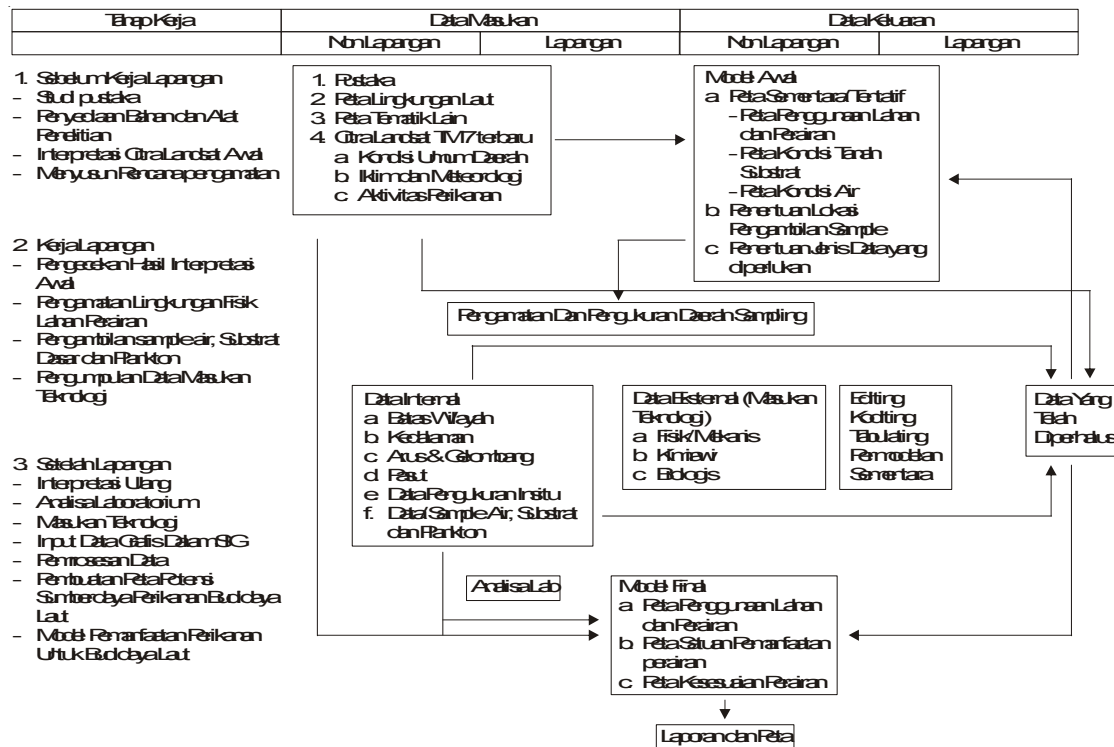 Tahap Kerja
Data Masukan
Data Keluaran
Non Lapangan
Lapangan
Non Lapangan
Lapangan
1. Sebelum Kerja Lapangan
- Studi pustaka
- Penyediaan Bahan dan Alat
Penelitian
- Interpretasi Citra Landsat Awal
- Menyusun Rencana pengamatan
2. Kerja Lapangan
- Pengecekan Hasil Interpretasi
Awal
- Pengamatan Lingkungan Fisik
Lahan Perairan
- Pengambilan sample air, Substrat
Dasar dan Plankton
- Pengumpulan Data Masukan
Teknologi
3. Setelah Lapangan
- Interpretasi Ulang
- Analisa Laboratorium
- Masukan Teknologi
- Input Data Grafis Dalam SIG
- Pemrosesan Data
- Pembuatan Peta Potensi
Sumberdaya Perikanan Budidaya
Laut
- Model Pemanfaatan Perikanan
Untuk Budidaya Laut
1. Pustaka
2. Peta Lingkungan Laut
3. Peta Tematik Lain
4. Citra Landsat TM 7 terbaru
a. Kondisi Umum Daerah
b. Iklim dan Meteorologi
c. Aktivitas Perikanan
Model Awal
a. Peta Sementara/Tentatif
- Peta Penggunaan Lahan
dan Perairan
- Peta Kondisi Tanah
Substrat
- Peta Kondisi Air
b. Penentuan Lokasi
Pengambilan Sample
c. Penentuan Jenis Data yang
diperlukan
Pengamatan Dan Pengukuran Daerah Sampling
Data Internal
a. Batas Wilayah
b. Kedalaman
c. Arus & Gelombang
d. Pasut
e. Data Pengukuran Insitu
f. Data/Sample Air, Substrat
dan Plankton
Data Eksternal (Masukan
Teknologi)
a. Fisik/Mekanis
b. Kimiawi
c. Biologis
Editing
Kodting
Tabulating
Permodelan
Sementara
Data Yang
Telah
Diperhalus
Analisa Lab
Model Final
a. Peta Penggunaan Lahan
dan Perairan
b. Peta Satuan Pemanfaatan
perairan
c. Peta Kesesuaian Perairan
Laporan dan Peta